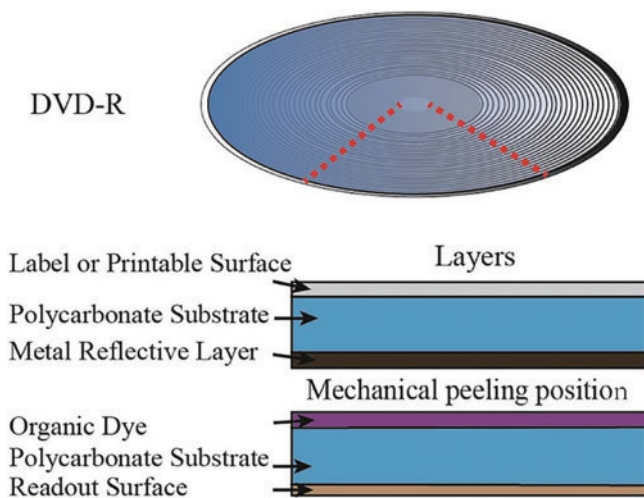 DVD-R
Layers
Label or Printable Surface
Polycarbonate Substrate
Metal Reflective Layer
Mechanical peeling position
Organic Dye
Polycarbonate Substrate
Readout Surface